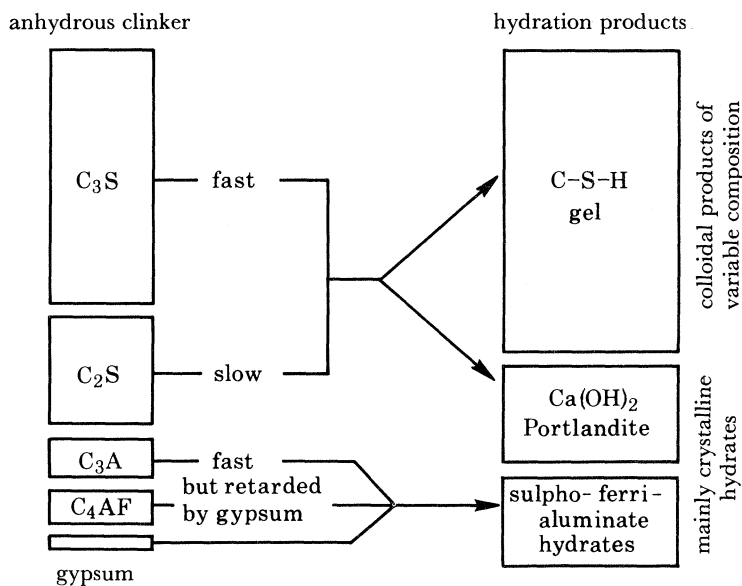 anhydrous clinker
hydration products
C₃S
fast
C-S-H
gel
colloidal products of
variable composition
C₂S
slow
Ca(OH)₂
Portlandite
C₃A
fast
but retarded
by gypsum
C₄AF
sulpho- ferri-
aluminate
hydrates
mainly crystalline
hydrates
gypsum